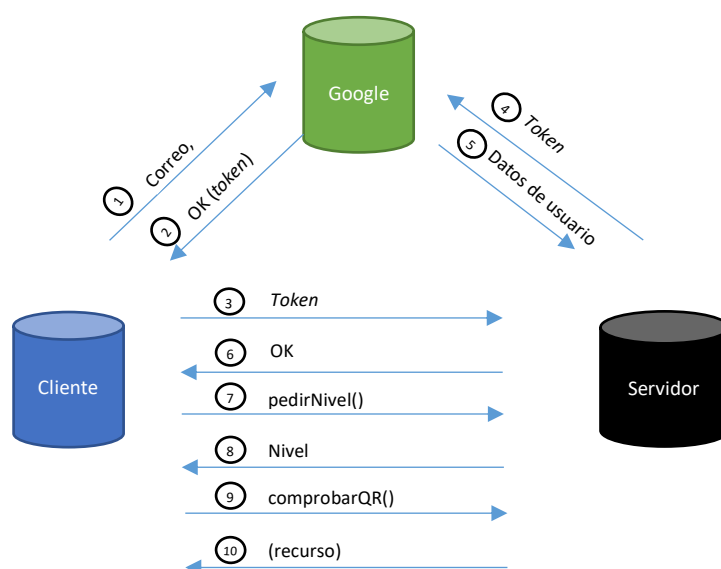 Google
1 Correo,
2 OK (token)
4 Token
5 Datos de usuario
Cliente
Servidor
3 Token
6 OK
7 pedirNivel()
8 Nivel
9 comprobarQR()
10 (recurso)